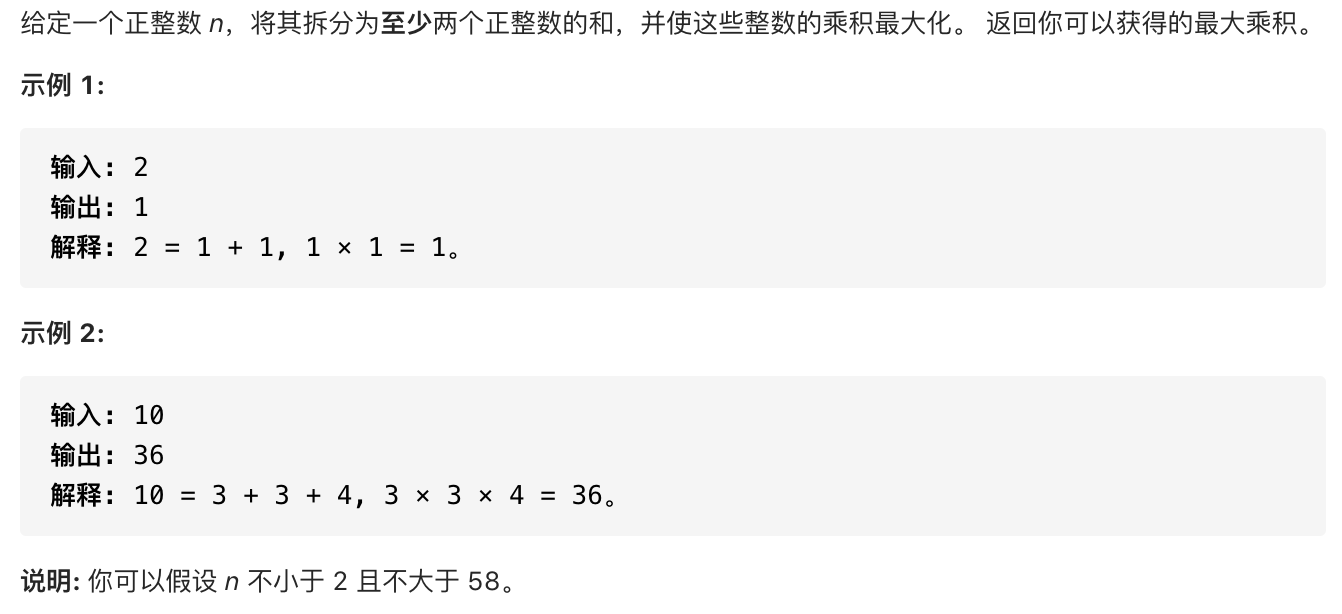 给定一个正整数 n，将其拆分为至少两个正整数的和，并使这些整数的乘积最大化。 返回你可以获得的最大乘积。
示例 1:
输入: 2
输出: 1
解释: 2 = 1 + 1, 1 × 1 = 1。
示例 2:
输入: 10
输出: 36
解释: 10 = 3 + 3 + 4, 3 × 3 × 4 = 36。
说明: 你可以假设 n 不小于 2 且不大于 58。